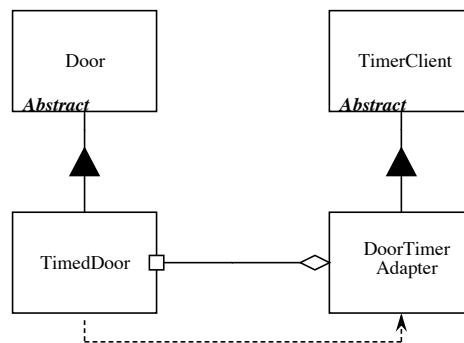 Door
TimerClient
Abstract
Abstract
TimedDoor
DoorTimer
Adapter